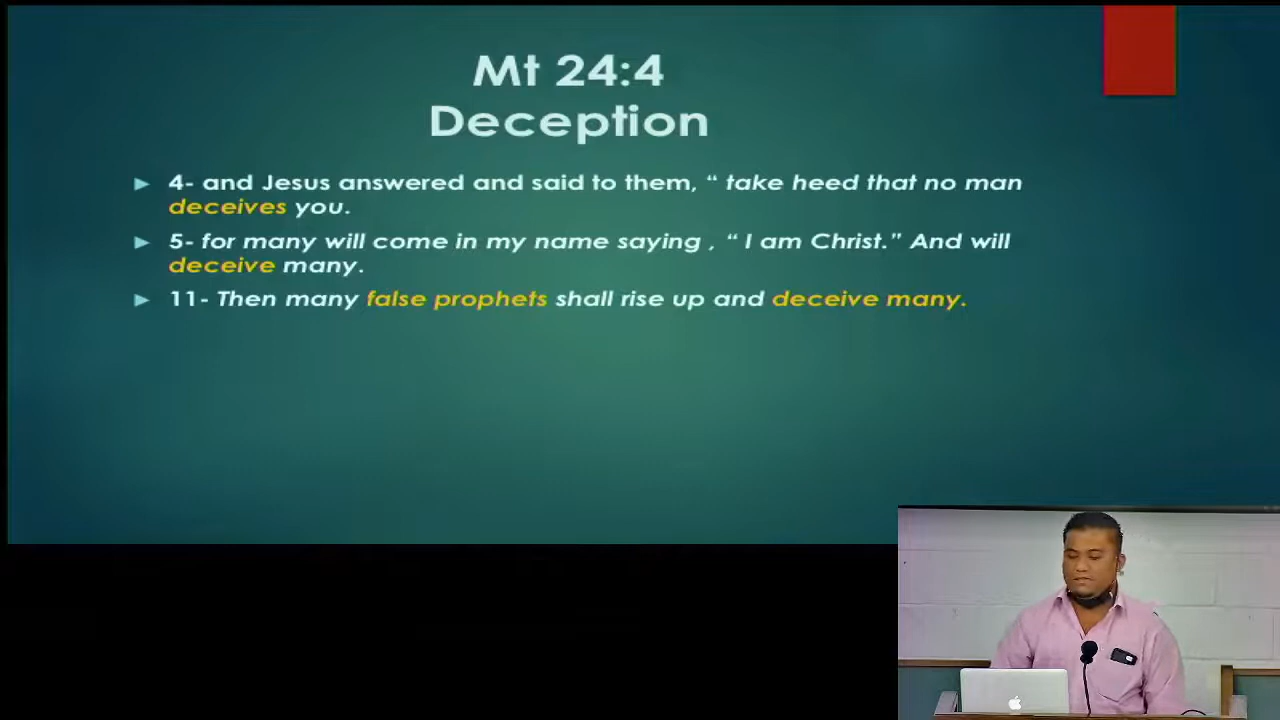 Mt 24:4
Deception
4- and Jesus answered and said to them, “ take heed that no man
deceives you.
5- for many will come in my name saying , “ I am Christ.” And will
deceive many.
11- Then many false prophets shall rise up and deceive many.